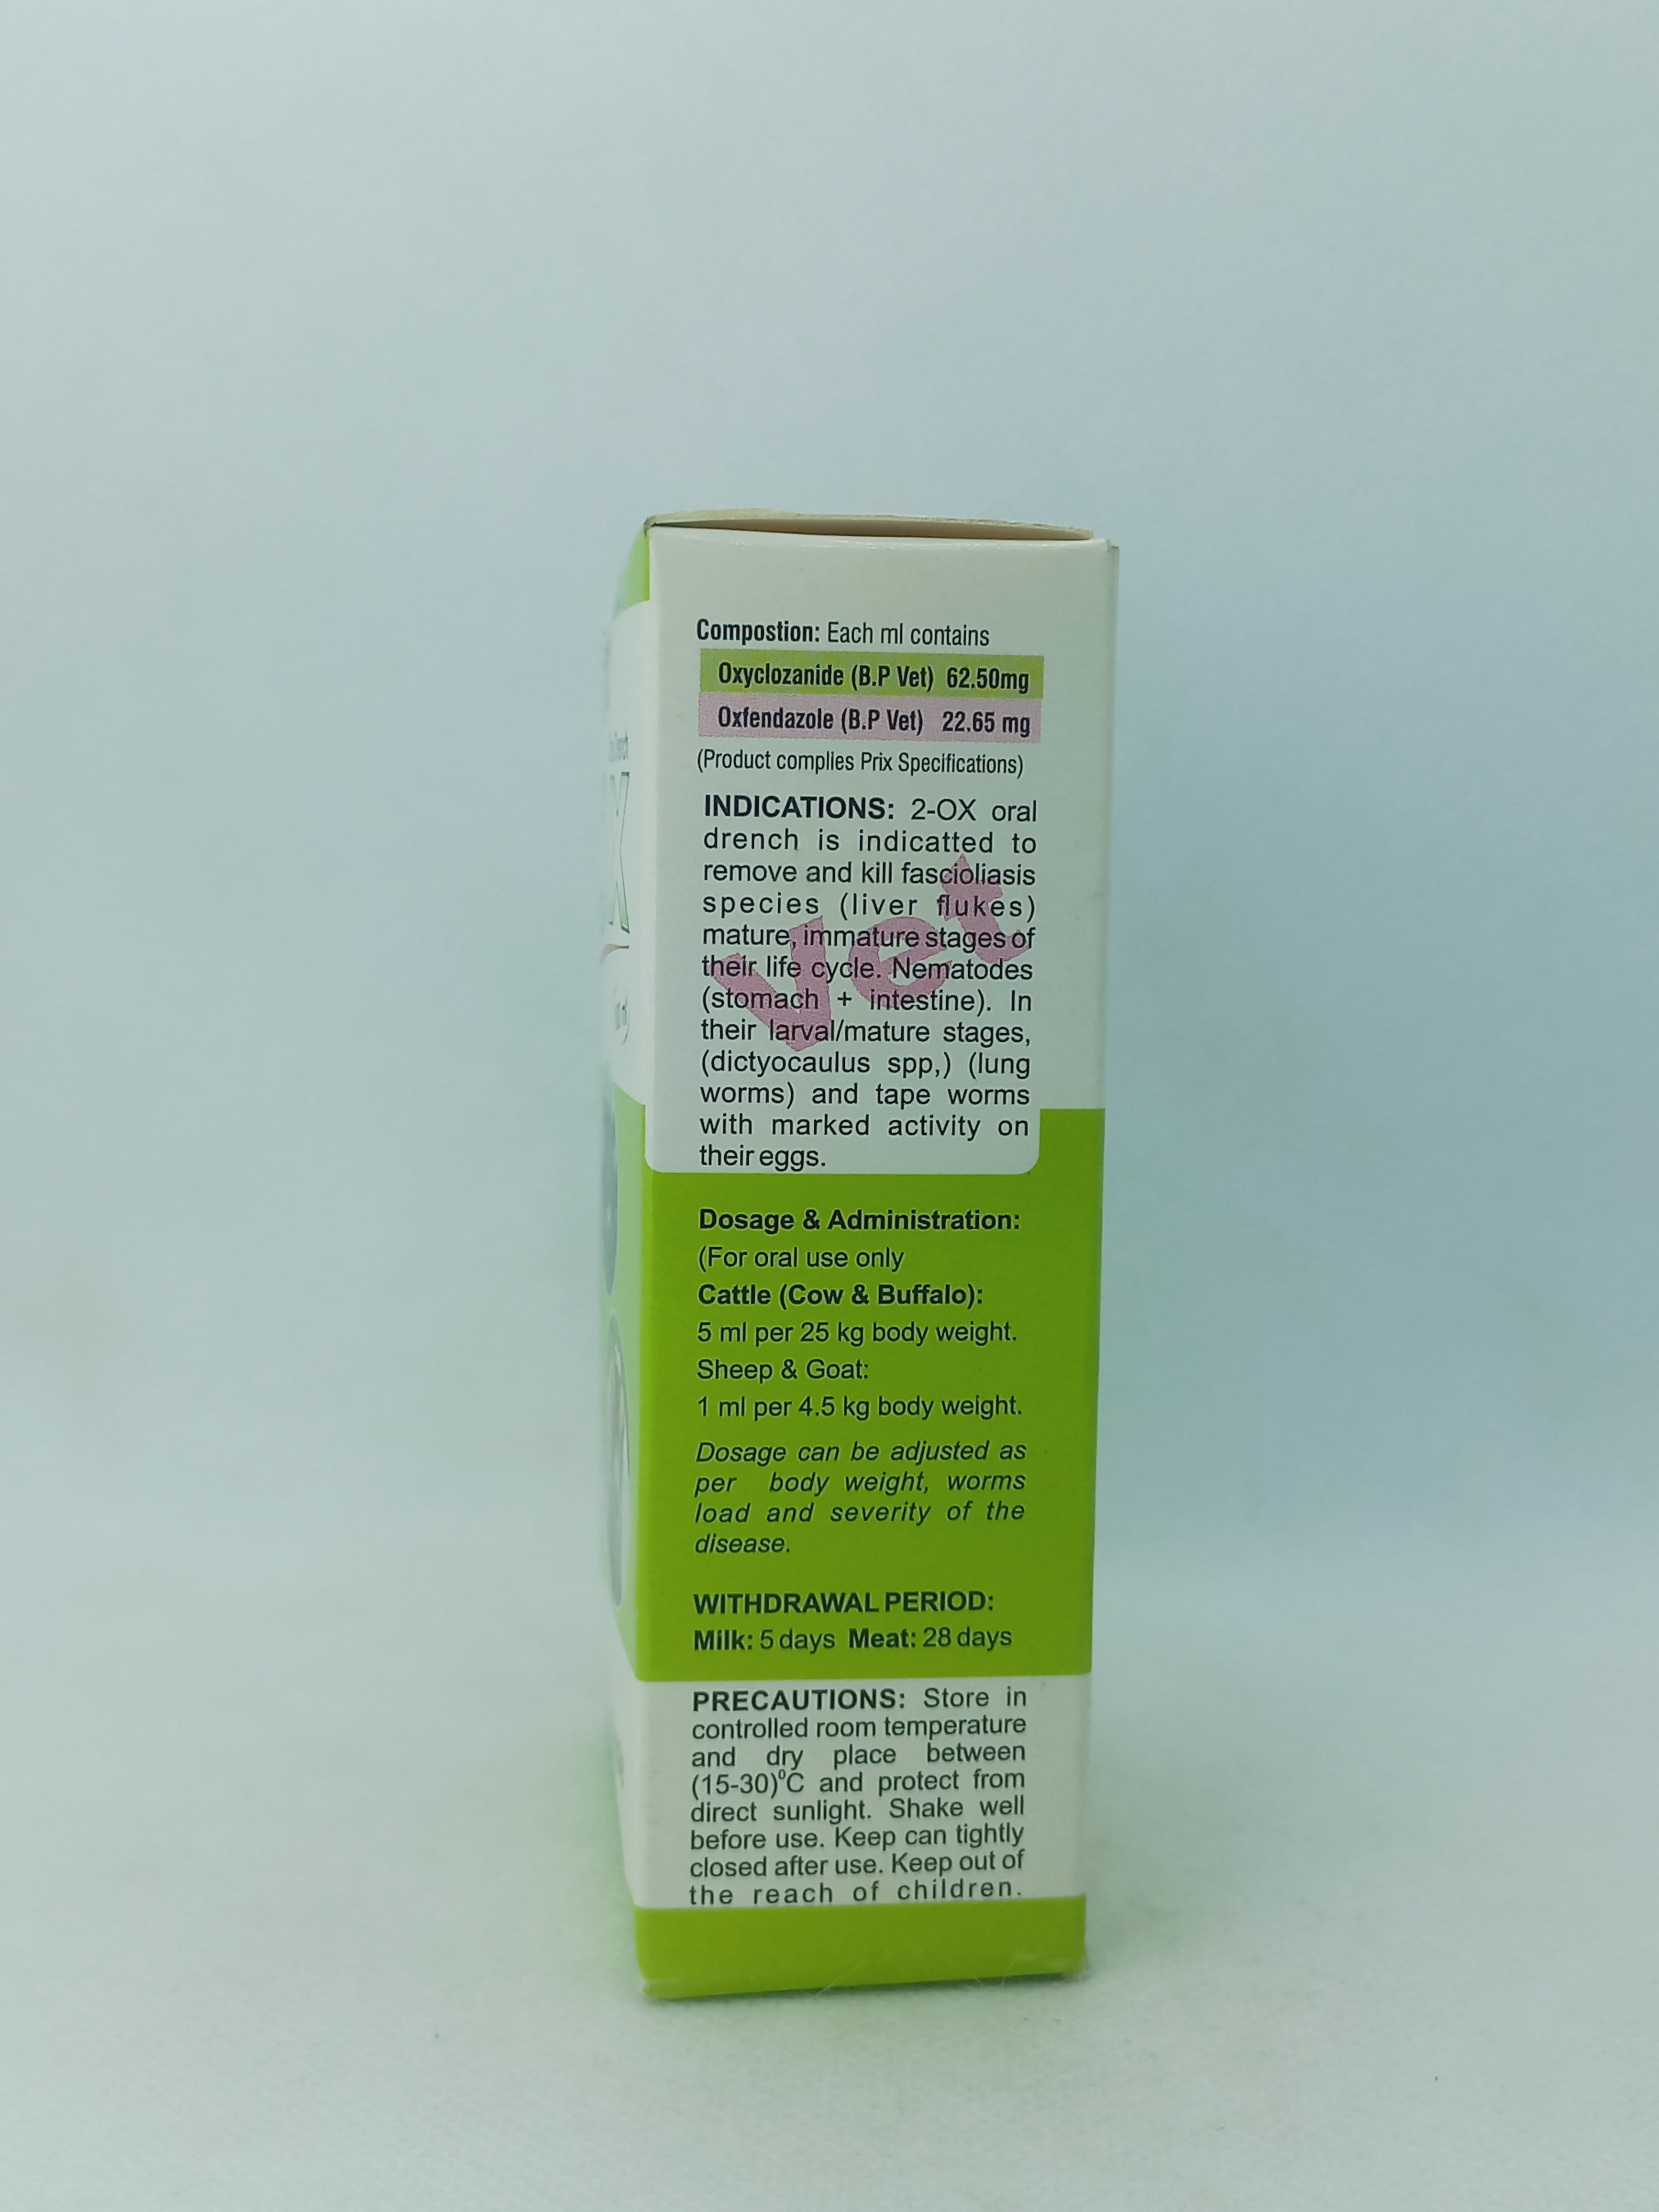 Compostion: Each ml contains
Oxyclozanide (B.P Vet) 62.50mg
Oxfendazole (B.P Vet) 22.65 mg
(Product complies Prix Specifications)
INDICATIONS: 2-OX oral
drench is indicatted to
remove and kill fascioliasis
species (liver flukes)
mature, immature stages of
their life cycle. Nematodes
(stomach + intestine). In
their larval/mature stages,
(dictyocaulus spp,) (lung
worms) and tape worms
with marked activity on
their eggs.
vet
Dosage & Administration:
(For oral use only
Cattle (Cow & Buffalo):
5 ml per 25 kg body weight.
Sheep & Goat:
1 ml per 4.5 kg body weight.
Dosage can be adjusted as
per body weight, worms
load and severity of the
disease.
WITHDRAWAL PERIOD:
Milk: 5 days Meat: 28 days
PRECAUTIONS: Store in
controlled room temperature
and dry place between
(15-30)⁰C and protect from
direct sunlight. Shake well
before use. Keep can tightly
closed after use. Keep out of
the reach of children.